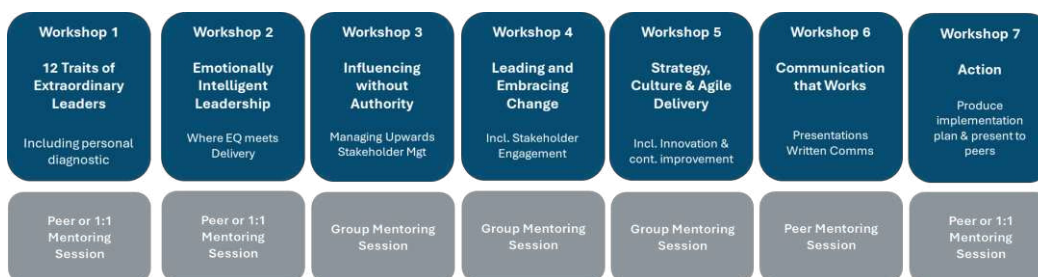 Workshop 1
12 Traits of
Extraordinary
Leaders
Including personal
diagnostic
Workshop 2
Emotionally
Intelligent
Leadership
Where EQ meets
Delivery
Workshop 3
Influencing
without
Authority
Managing Upwards
Stakeholder Mgt
Workshop 4
Leading and
Embracing
Change
Incl. Stakeholder
Engagement
Workshop 5
Strategy,
Culture & Agile
Delivery
Incl. Innovation &
cont. improvement
Workshop 6
Communication
that Works
Presentations
Written Comms
Workshop 7
Action
Produce
implementation
plan & present to
peers
Peer or 1:1
Mentoring
Session
Peer or 1:1
Mentoring
Session
Group Mentoring
Session
Group Mentoring
Session
Group Mentoring
Session
Peer Mentoring
Session
Peer or 1:1
Mentoring
Session